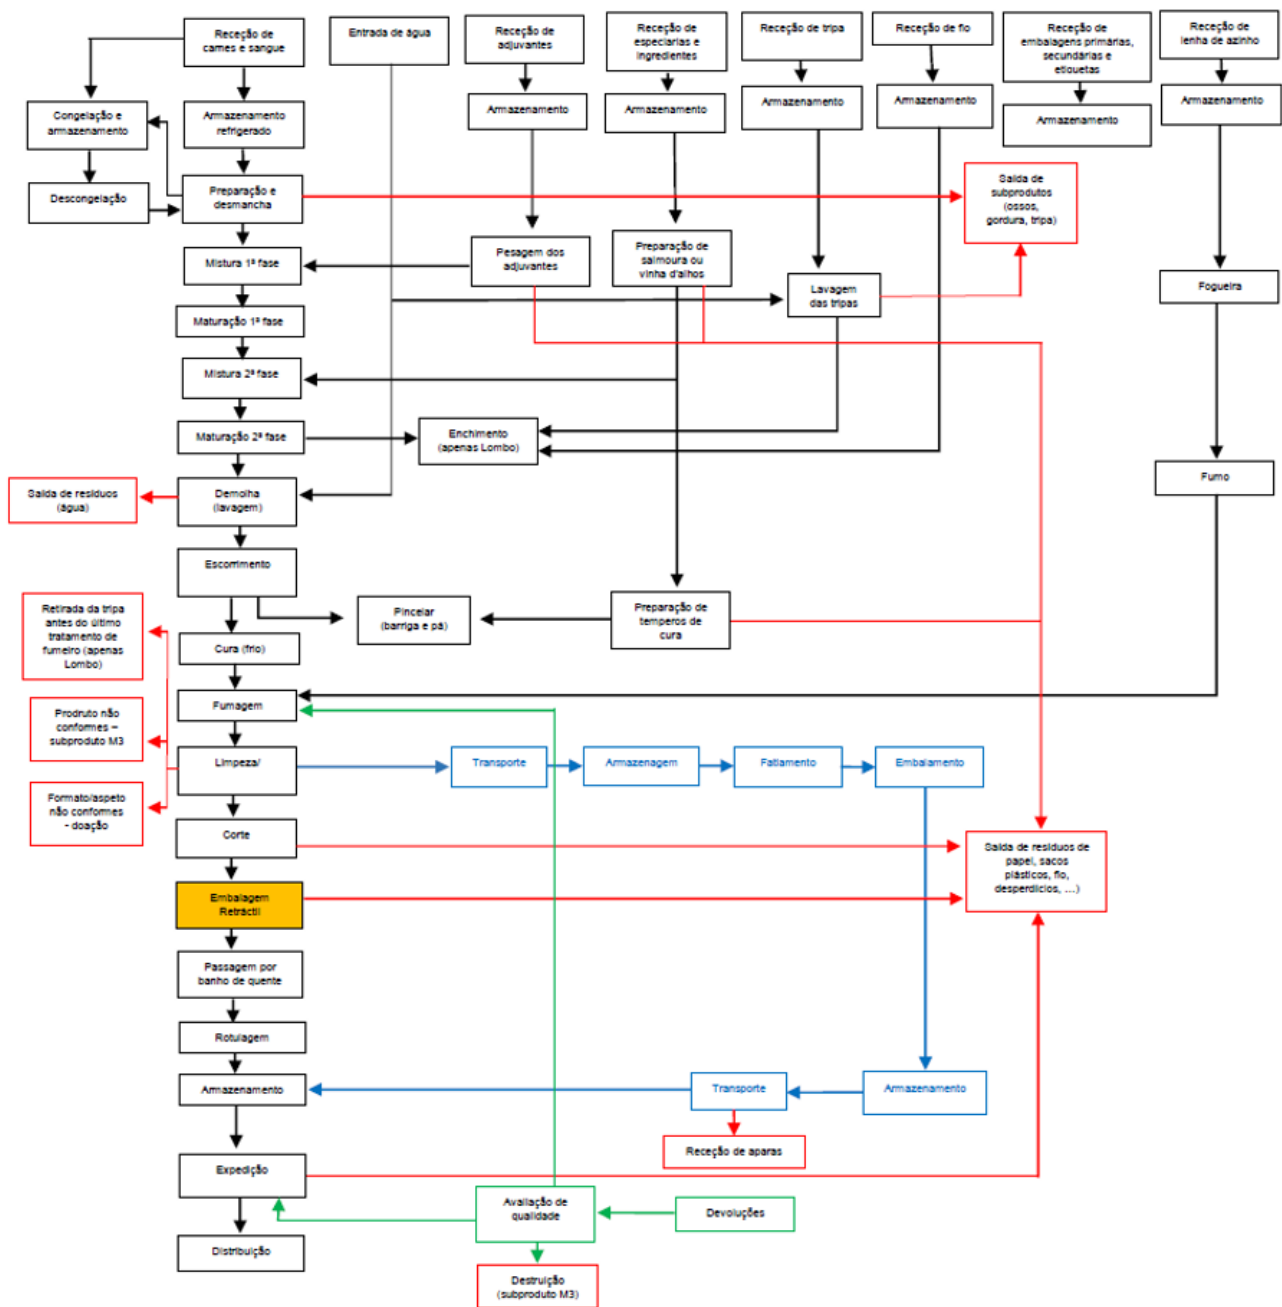 Receção de
carnes e sangue
Entrada de água
Receção de
adjuvantes
Receção de
especiarias e
ingredientes
Receção de tripa
Receção de fio
Receção de
embalagens primárias,
secundárias e
etiquetas
Receção de
lenha de azinho
Congelação e
armazenamento
Armazenamento
refrigerado
Armazenamento
Armazenamento
Armazenamento
Armazenamento
Armazenamento
Armazenamento
Descongelação
Preparação e
desmancha
Saída de
subprodutos
(ossos,
gordura, tripa)
Mistura 1ª fase
Pesagem dos
adjuvantes
Preparação de
salmoura ou
vinha d'alhos
Lavagem
das tripas
Fogueira
Maturação 1ª fase
Mistura 2ª fase
Maturação 2ª fase
Enchimento
(apenas Lombo)
Saída de resíduos
(água)
Demolha
(lavagem)
Fumo
Escorrimento
Retirada da tripa
antes do último
tratamento de
fumeiro (apenas
Lombo)
Pincelar
(barriga e pá)
Preparação de
temperos de
cura
Cura (frio)
Fumagem
Prodruto não
conformes –
subproduto M3
Limpeza/
Transporte
Armazenagem
Fatiamento
Embalamento
Formato/aspeto
não conformes
- doação
Corte
Saída de resíduos de
papel, sacos
plásticos, fio,
desperdícios, …)
Embalagem
Retráctil
Passagem por
banho de quente
Rotulagem
Armazenamento
Transporte
Armazenamento
Receção de aparas
Expedição
Avaliação de
qualidade
Devoluções
Distribuição
Destruição
(subproduto M3)